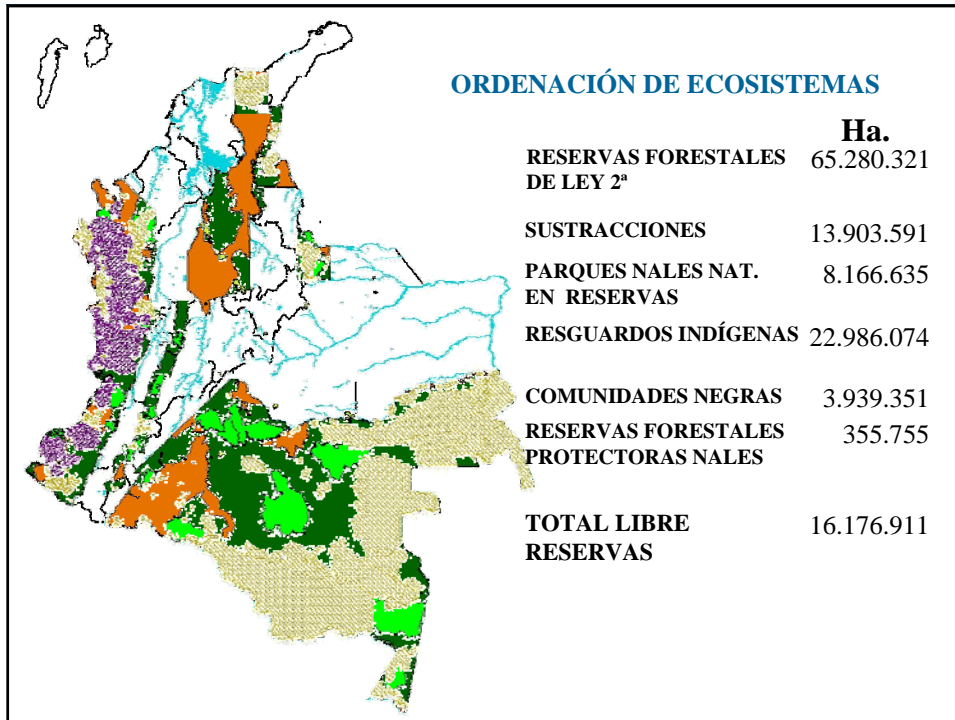 ORDENACIÓN DE ECOSISTEMAS
Ha.
RESERVAS FORESTALES 65.280.321
DE LEY 2ª
SUSTRACCIONES 13.903.591
PARQUES NALES NAT. 8.166.635
EN RESERVAS
RESGUARDOS INDÍGENAS 22.986.074
COMUNIDADES NEGRAS 3.939.351
RESERVAS FORESTALES 355.755
PROTECTORAS NALES
TOTAL LIBRE 16.176.911
RESERVAS